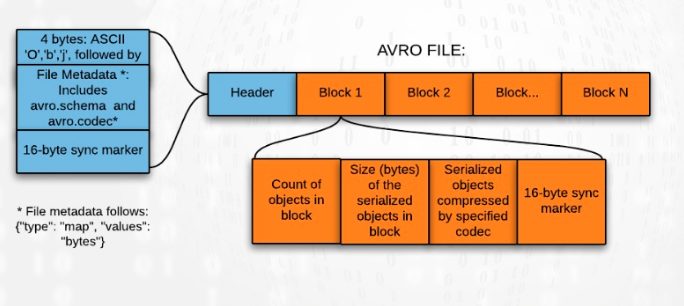 4 bytes: ASCII
'O','b','j', followed by
File Metadata *:
Includes
avro.schema and
avro.codec*
16-byte sync marker
* File metadata follows:
{"type": "map", "values":
"bytes"}
AVRO FILE:
Header
Block 1
Block 2
Block...
Block N
Count of
objects in
block
Size (bytes)
of the
serialized
objects in
block
Serialized
objects
compressed
by specified
codec
16-byte sync
marker